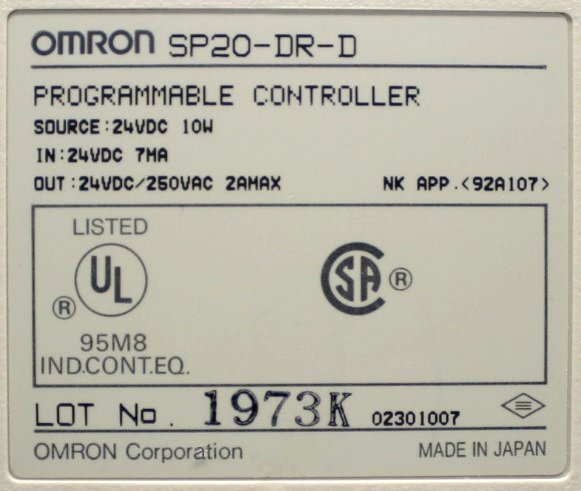 OMRON SP20-DR-D
PROGRAMMABLE CONTROLLER
SOURCE:24VDC 10W
IN:24VDC 7MA
OUT:24VDC/250VAC 2AMAX NK APP.<92A107>
LISTED
UL
®
95M8
IND.CONT.EQ.
CSA ®
LOT No. 1973K 02301007
OMRON Corporation MADE IN JAPAN